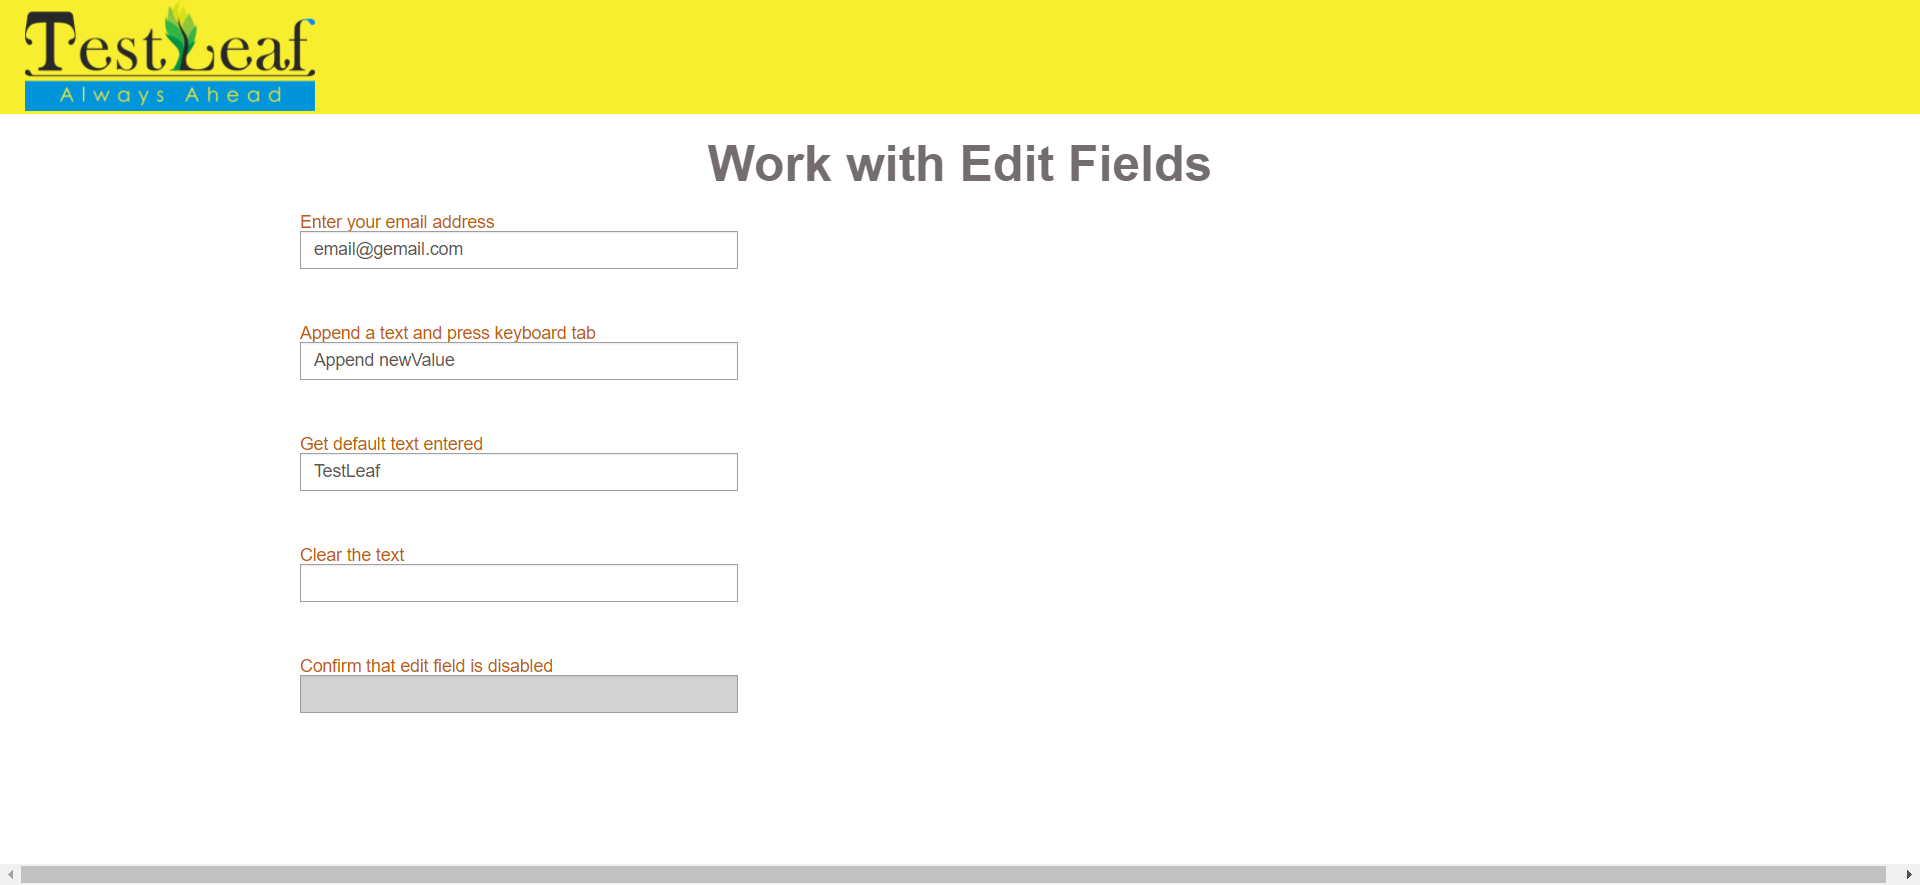 TestLeaf
Always Ahead
Work with Edit Fields
Enter your email address
email@gemail.com
Append a text and press keyboard tab
Append newValue
Get default text entered
TestLeaf
Clear the text
Confirm that edit field is disabled